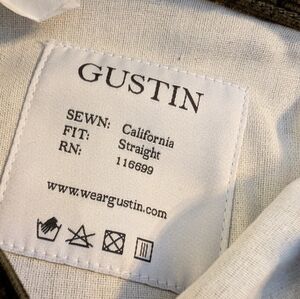 GUSTIN
SEWN: California
FIT: Straight
RN: 116699
www.weargustin.com